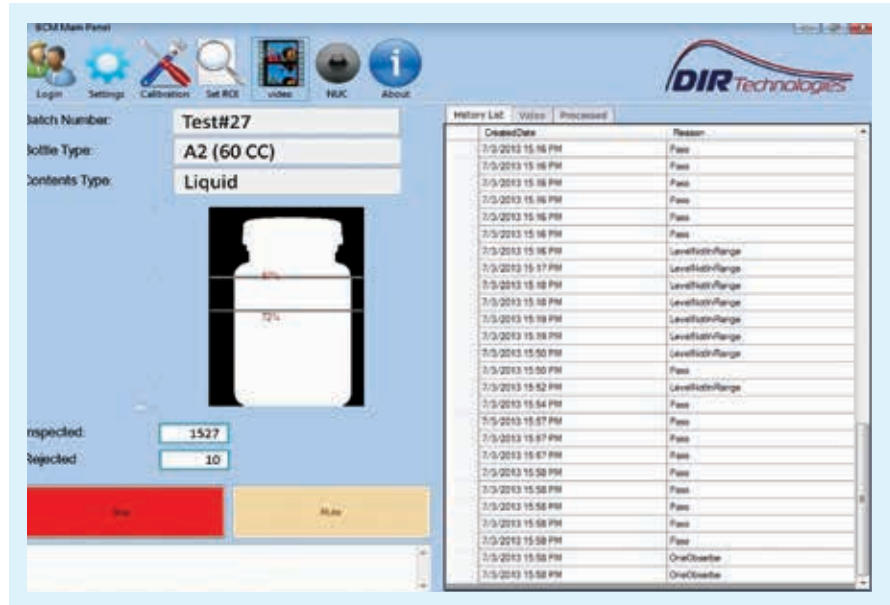 BCM Main Panel
Login Settings Calibration Set ROI video NUC About
DIR Technologies
Batch Number: Test#27
Bottle Type: A2 (60 CC)
Contents Type: Liquid
72%
Inspected: 1527
Rejected 10
Stop Mute
History List Video Processed
CreatedDate Reason
7/3/2013 15:16 PM Pass
7/3/2013 15:16 PM Pass
7/3/2013 15:16 PM Pass
7/3/2013 15:16 PM Pass
7/3/2013 15:16 PM Pass
7/3/2013 15:16 PM Pass
7/3/2013 15:16 PM LevelNotInRange
7/3/2013 15:17 PM LevelNotInRange
7/3/2013 15:18 PM LevelNotInRange
7/3/2013 15:18 PM LevelNotInRange
7/3/2013 15:19 PM LevelNotInRange
7/3/2013 15:19 PM LevelNotInRange
7/3/2013 15:50 PM LevelNotInRange
7/3/2013 15:50 PM Pass
7/3/2013 15:52 PM LevelNotInRange
7/3/2013 15:54 PM Pass
7/3/2013 15:57 PM Pass
7/3/2013 15:57 PM Pass
7/3/2013 15:57 PM Pass
7/3/2013 15:58 PM Pass
7/3/2013 15:58 PM Pass
7/3/2013 15:58 PM Pass
7/3/2013 15:58 PM Pass
7/3/2013 15:58 PM Pass
7/3/2013 15:58 PM
7/3/2013 15:58 PM